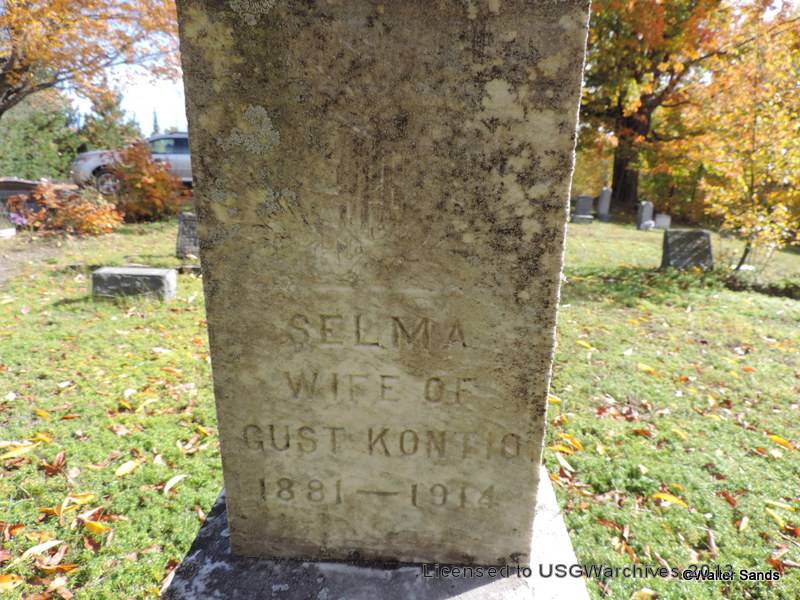 SELMA
WIFE OF
GUST KONTIO
1881 — 1914
Licensed to USGWarchives 2013
©Walter Sands